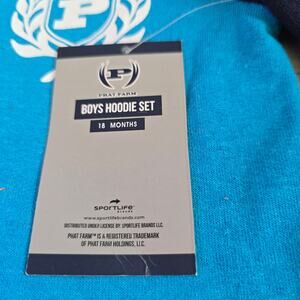 P
P
PHAT FARM
BOYS HOODIE SET
18 MONTHS
SPORTLIFE
BRANDS
www.sportlifebrands.com
DISTRIBUTED UNDER LICENSE BY: SPORTLIFE BRANDS LLC.
PHAT FARM™ IS A REGISTERED TRADEMARK
OF PHAT FARM HOLDINGS, LLC.